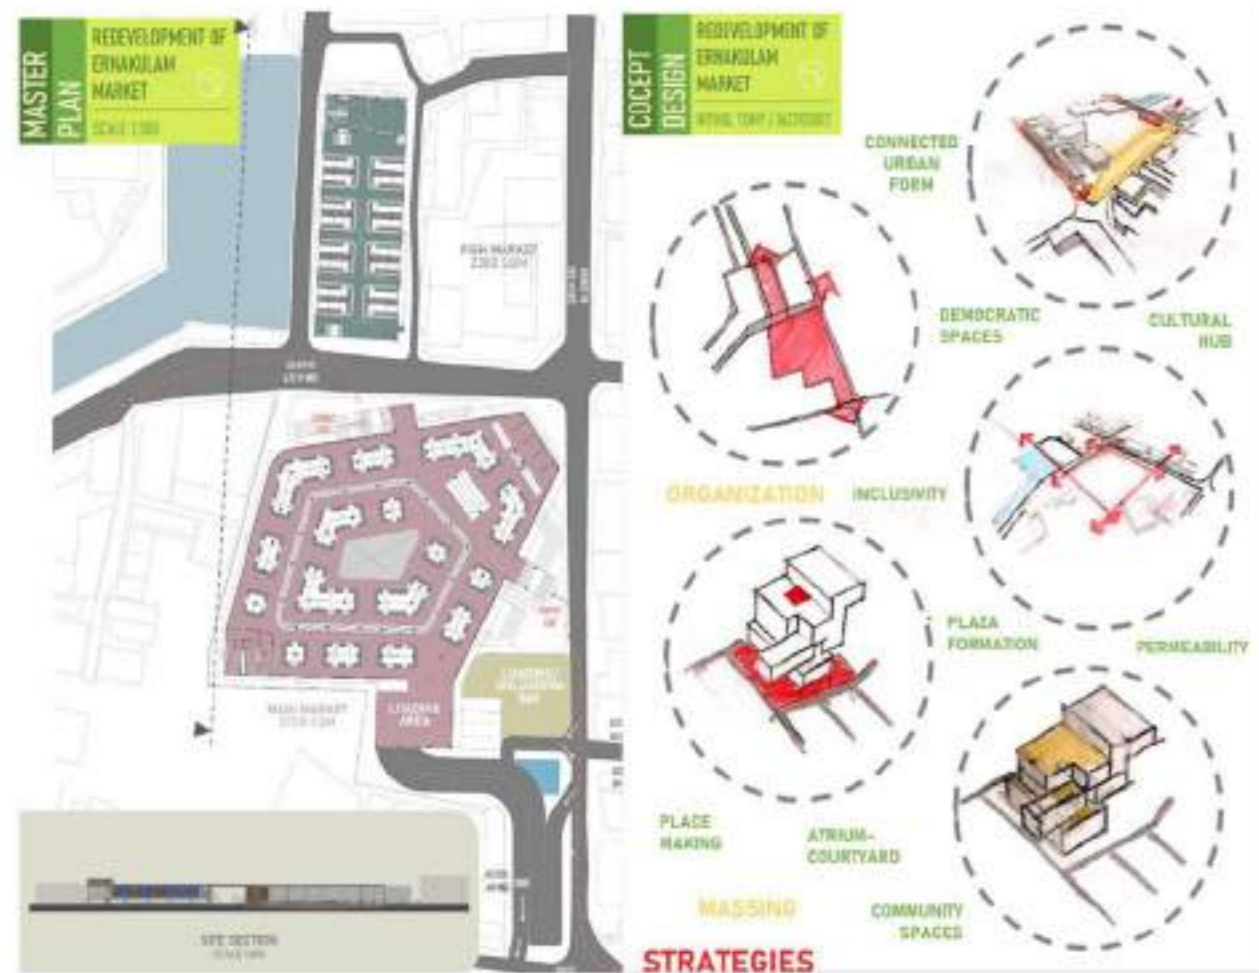 MASTER
PLAN
REDEVELOPMENT OF
ERNAKULAM
MARKET
FISH MARKET
MAIN MARKET
LOADING
AREA
SITE SECTION
COCEPT
DESIGN
REDEVELOPMENT OF
ERNAKULAM
MARKET
CONNECTED
URBAN
FORM
DEMOCRATIC
SPACES
CULTURAL
HUB
ORGANIZATION
INCLUSIVITY
PLAZA
FORMATION
PERMEABILITY
PLACE
MAKING
ATRIUM-
COURTYARD
MASSING
COMMUNITY
SPACES
STRATEGIES